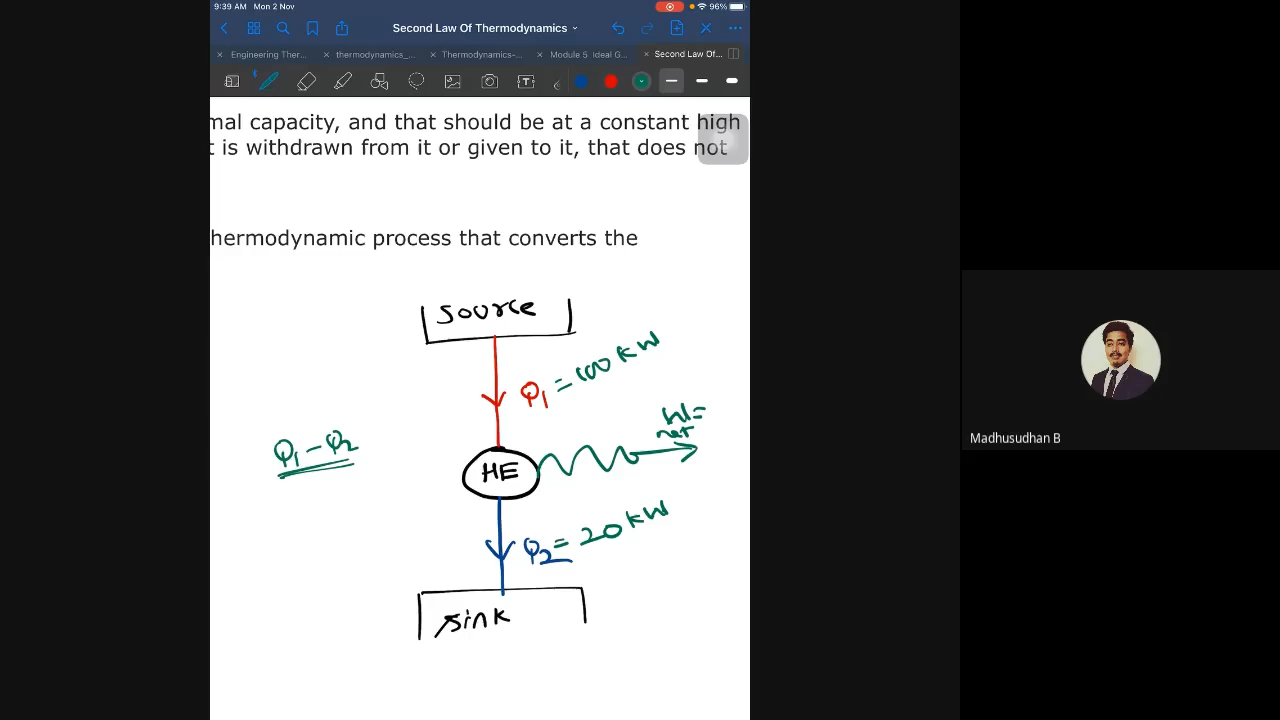 9:39 AM Mon 2 Nov
96%
Second Law Of Thermodynamics
Engineering Ther...
thermodynamics_...
Thermodynamics-...
Module 5 Ideal G...
Second Law Of...
T
mal capacity, and that should be at a constant high
t is withdrawn from it or given to it, that does not
hermodynamic process that converts the
Source
Q1 = 100 kW
W=
net
Q1 - Q2
HE
Q2 = 20 kW
sink
Madhusudhan B